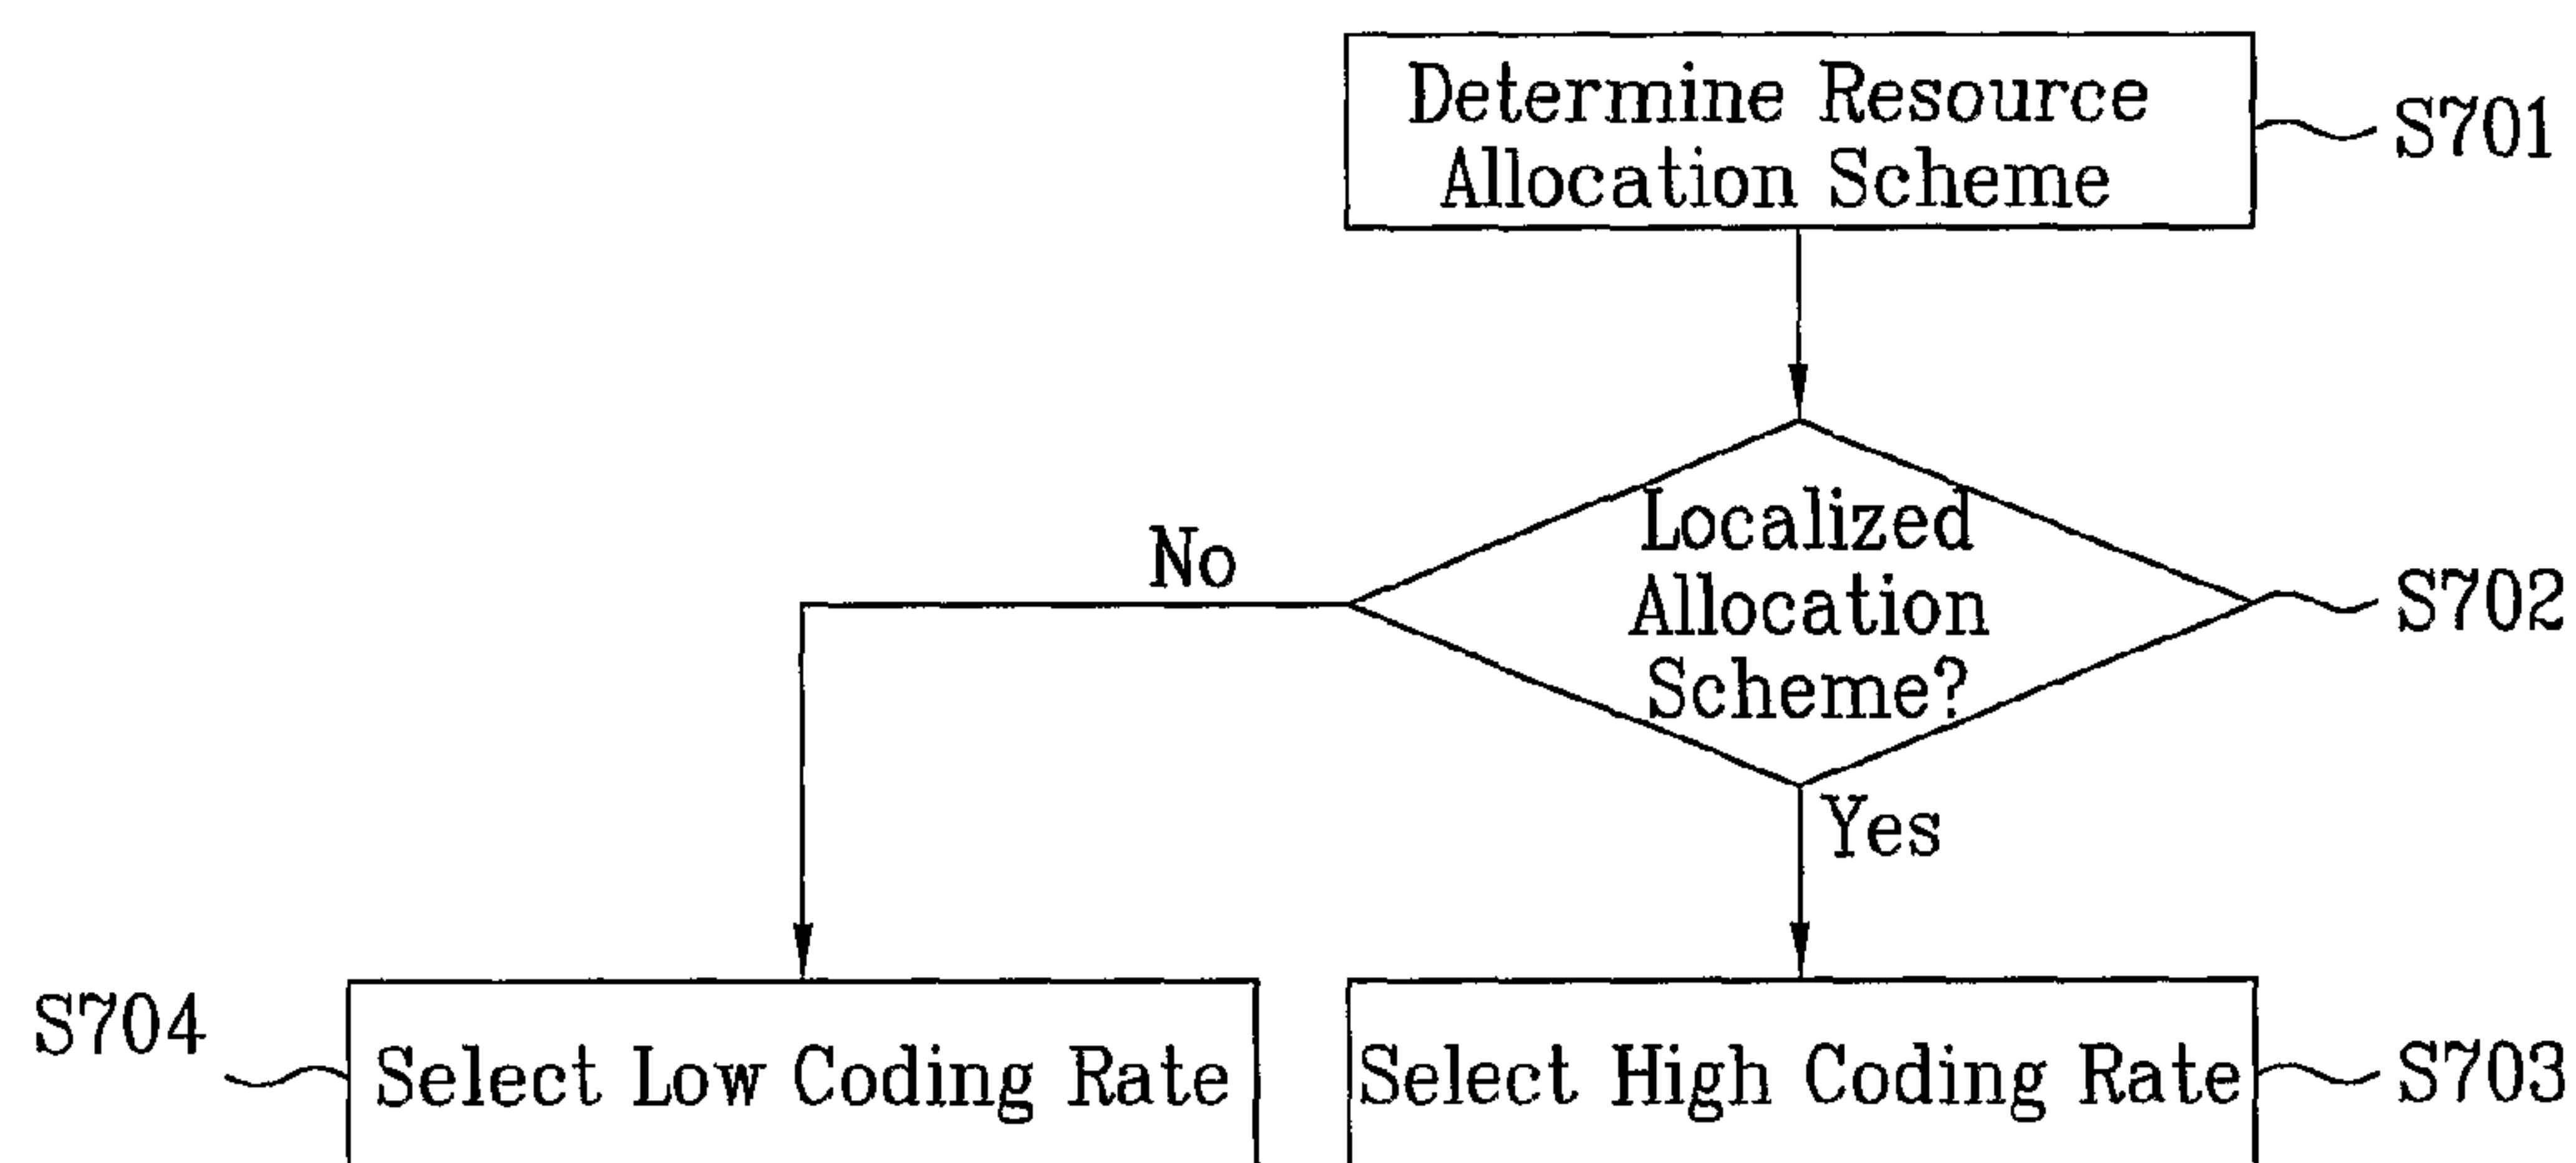 Determine Resource
Allocation Scheme
S701
Localized
Allocation
Scheme?
S702
No
Yes
S704
Select Low Coding Rate
Select High Coding Rate
S703